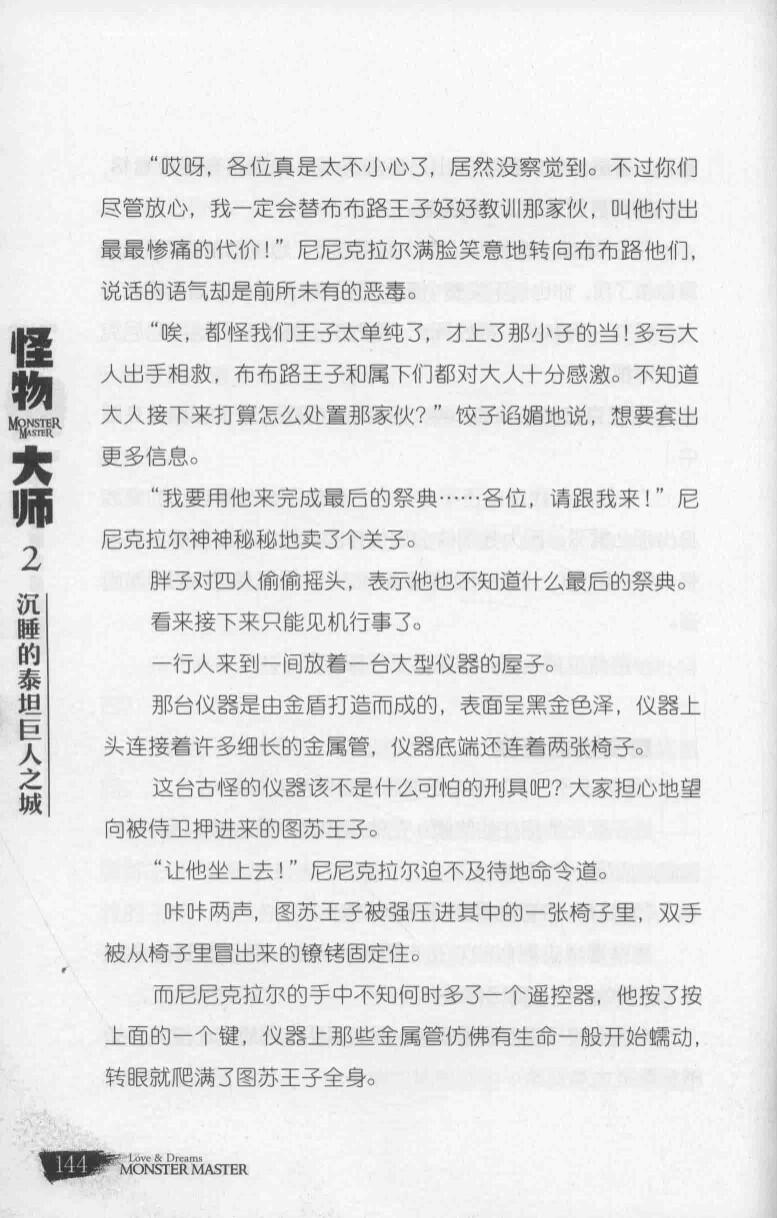 “哎呀，各位真是太不小心了，居然没察觉到。不过你们
尽管放心，我一定会替布布路王子好好教训那家伙，叫他付出
最最惨痛的代价！”尼尼克拉尔满脸笑意地转向布布路他们，
说话的语气却是前所未有的恶毒。
“唉，都怪我们王子太单纯了，才上了那小子的当！多亏大
人出手相救，布布路王子和属下们都对大人十分感激。不知道
大人接下来打算怎么处置那家伙？”饺子谄媚地说，想要套出
更多信息。
“我要用他来完成最后的祭典……各位，请跟我来！”尼
尼克拉尔神神秘秘地卖了个关子。
胖子对四人偷偷摇头，表示他也不知道什么最后的祭典。
看来接下来只能见机行事了。
一行人来到一间放着一台大型仪器的屋子。
那台仪器是由金盾打造而成的，表面呈黑金色泽，仪器上
头连接着许多细长的金属管，仪器底端还连着两张椅子。
这台古怪的仪器该不是什么可怕的刑具吧？大家担心地望
向被侍卫押进来的图苏王子。
“让他坐上去！”尼尼克拉尔迫不及待地命令道。
咔咔两声，图苏王子被强压进其中的一张椅子里，双手
被从椅子里冒出来的镣铐固定住。
而尼尼克拉尔的手中不知何时多了一个遥控器，他按了按
上面的一个键，仪器上那些金属管仿佛有生命一般开始蠕动，
转眼就爬满了图苏王子全身。
怪物
MONSTER
MASTER
大师
2
沉睡的泰坦巨人之城
144
Love & Dreams
MONSTER MASTER